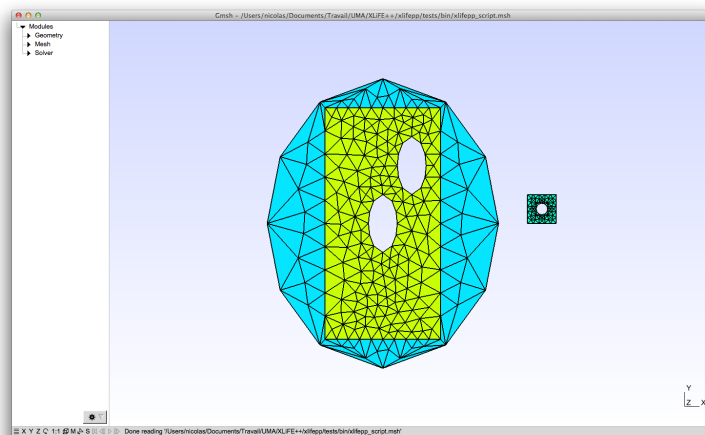 Gmsh - /Users/nicolas/Documents/Travail/UMA/XLiFE++/xlifepp/tests/bin/xlifepp_script.msh
Modules
Geometry
Mesh
Solver
Y
Z X
X Y Z 1:1 S Done reading '/Users/nicolas/Documents/Travail/UMA/XLiFE++/xlifepp/tests/bin/xlifepp_script.msh'